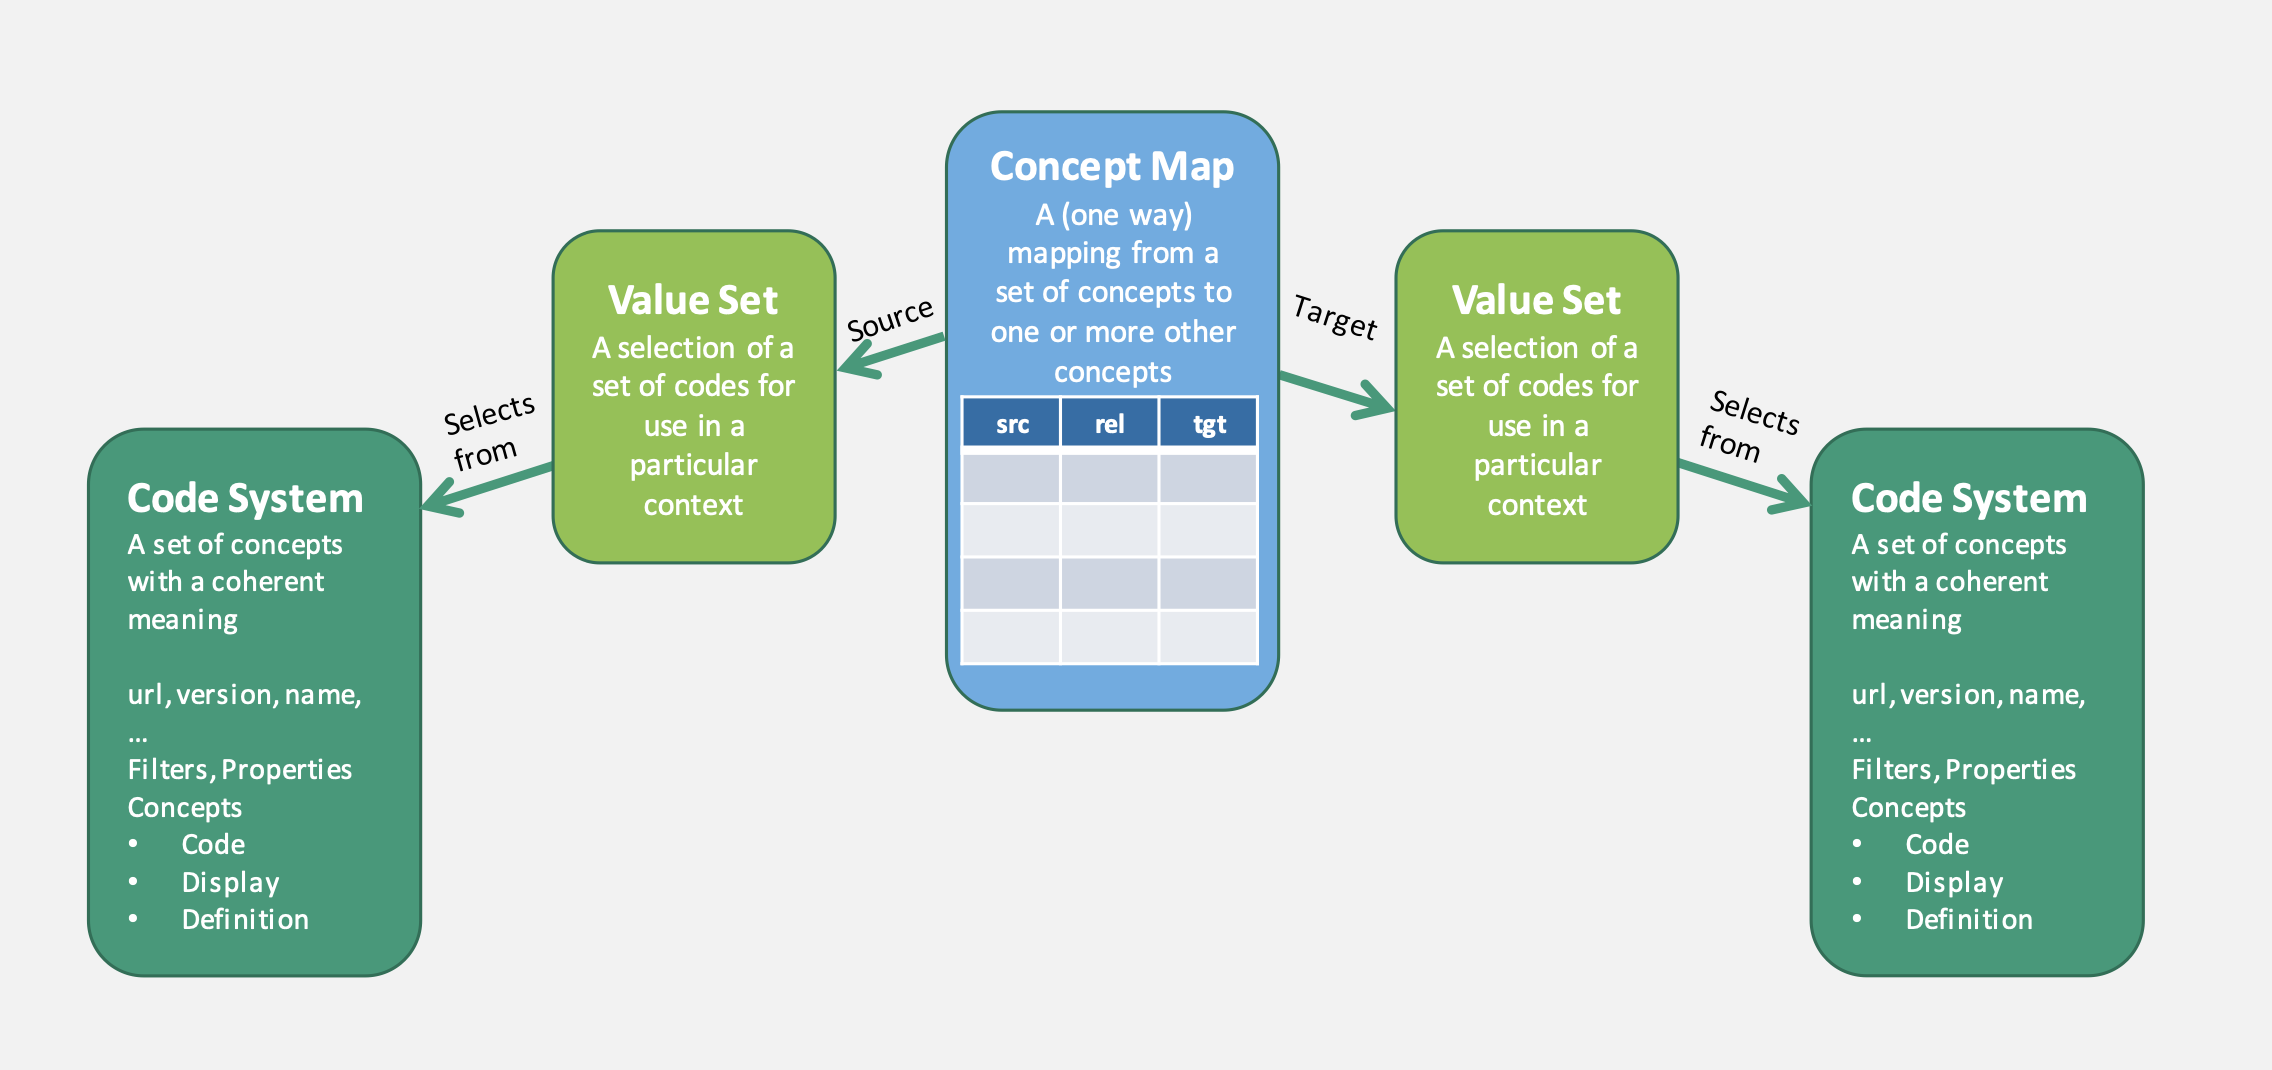 Concept Map
A (one way)
mapping from a
set of concepts to
one or more other
concepts
src rel tgt
Source
Target
Value Set
A selection of a
set of codes for
use in a
particular
context
Value Set
A selection of a
set of codes for
use in a
particular
context
Selects
from
Selects
from
Code System
A set of concepts
with a coherent
meaning
url, version, name,
...
Filters, Properties
Concepts
• Code
• Display
• Definition
Code System
A set of concepts
with a coherent
meaning
url, version, name,
...
Filters, Properties
Concepts
• Code
• Display
• Definition